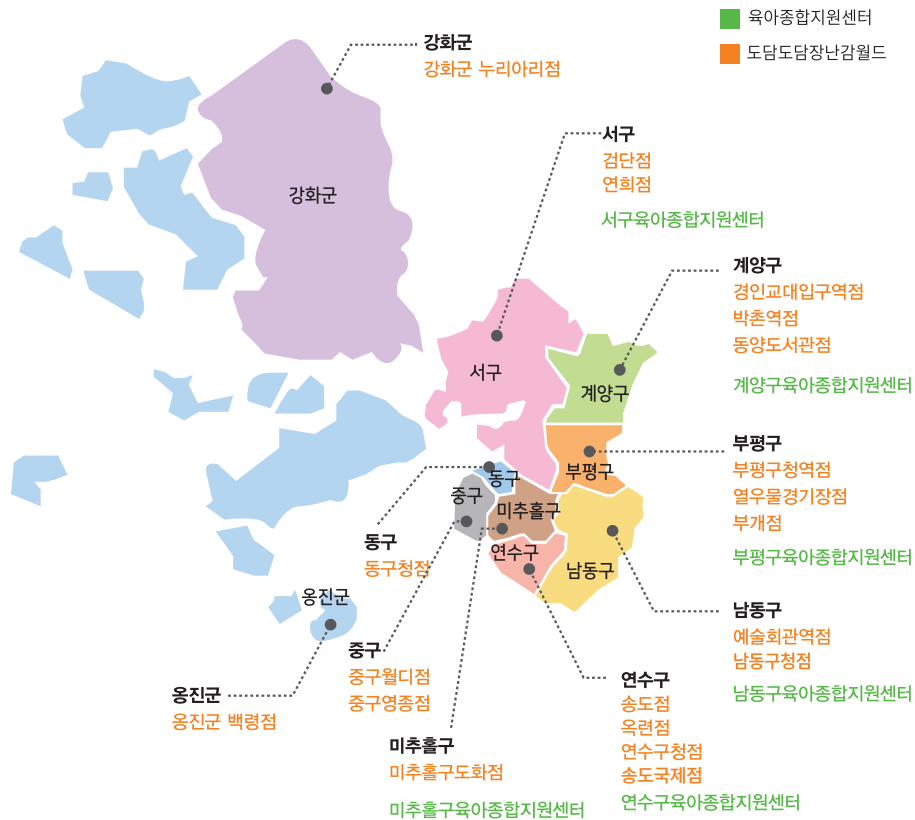 육아종합지원센터
도담도담장난감월드
강화군
강화군 누리아리점
서구
검단점
연희점
서구육아종합지원센터
강화군
계양구
경인교대입구역점
박촌역점
동양도서관점
계양구육아종합지원센터
서구
계양구
부평구
부평구청역점
열우물경기장점
부개점
부평구육아종합지원센터
부평구
동구
중구
미추홀구
연수구
남동구
동구
동구청점
옹진군
남동구
예술회관역점
남동구청점
남동구육아종합지원센터
중구
중구월디점
중구영종점
옹진군
옹진군 백령점
연수구
송도점
옥련점
연수구청점
송도국제점
연수구육아종합지원센터
미추홀구
미추홀구도화점
미추홀구육아종합지원센터